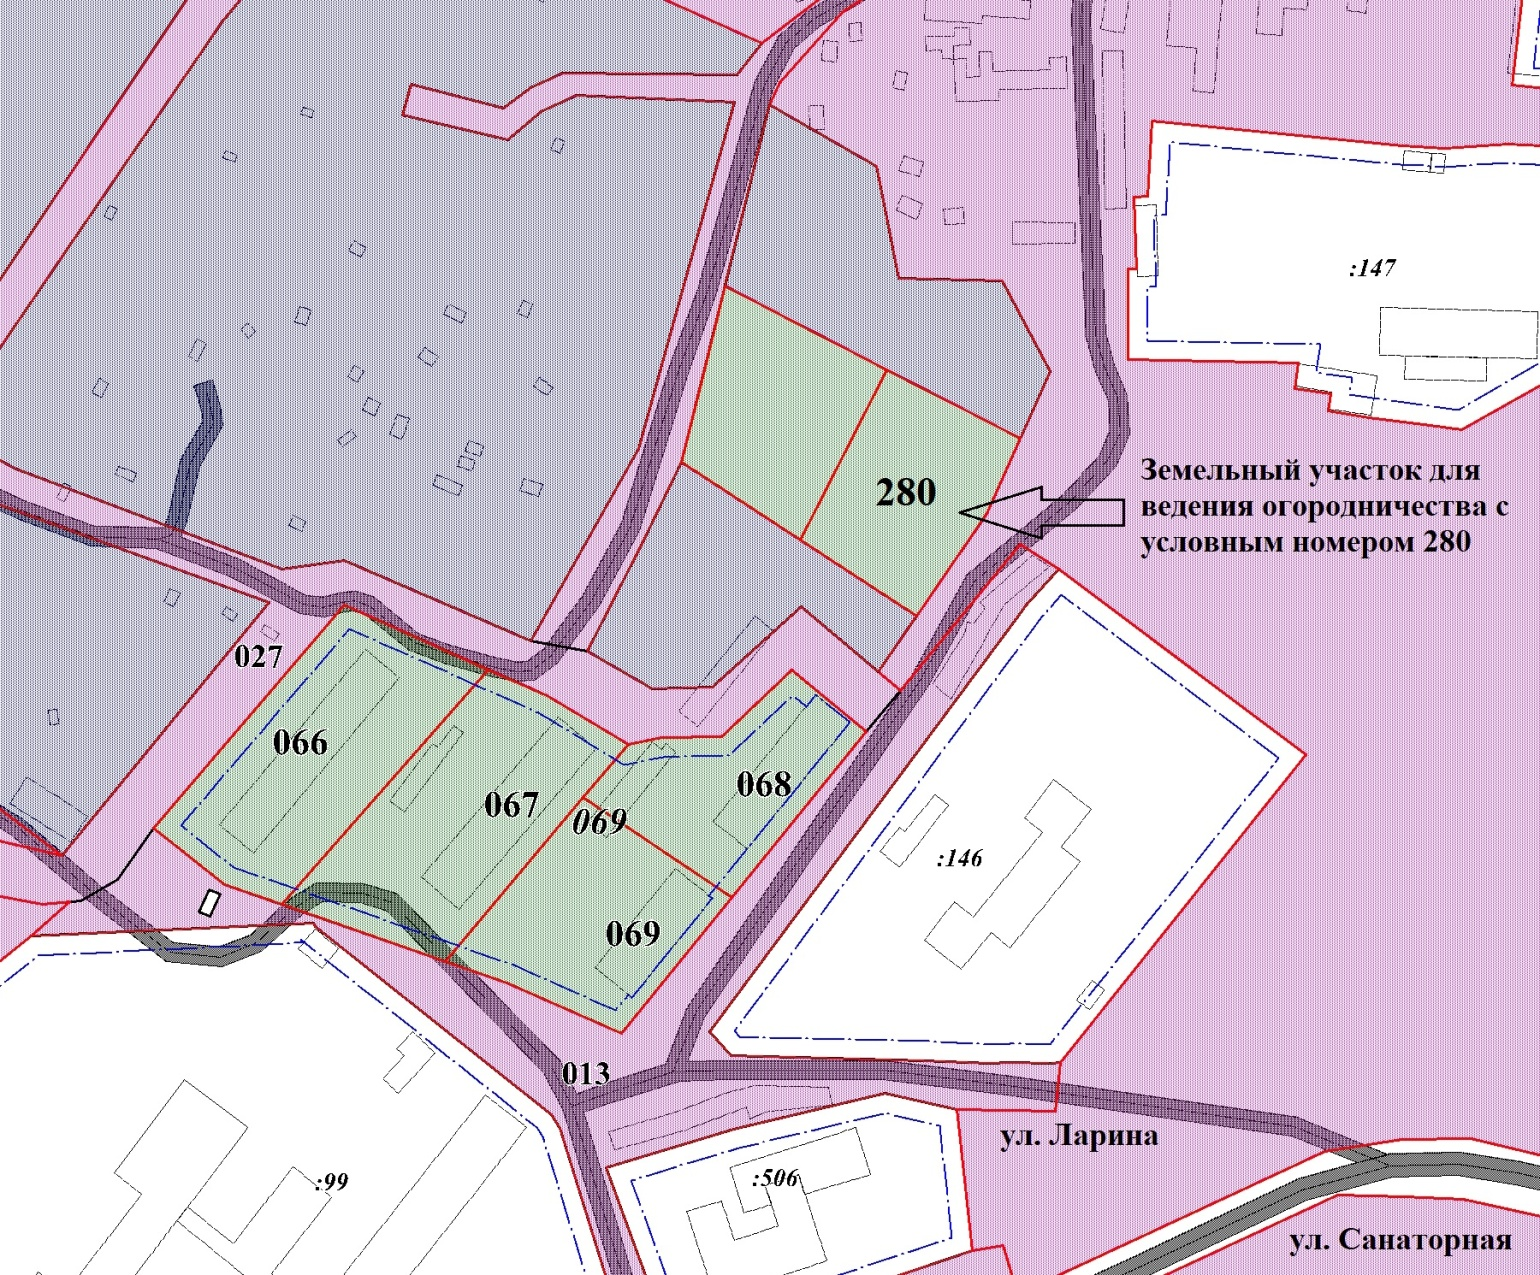 :147
Земельный участок для
ведения огородничества с
условным номером 280
280
027
066
067
069
068
:146
069
013
ул. Ларина
:99
:506
ул. Санаторная